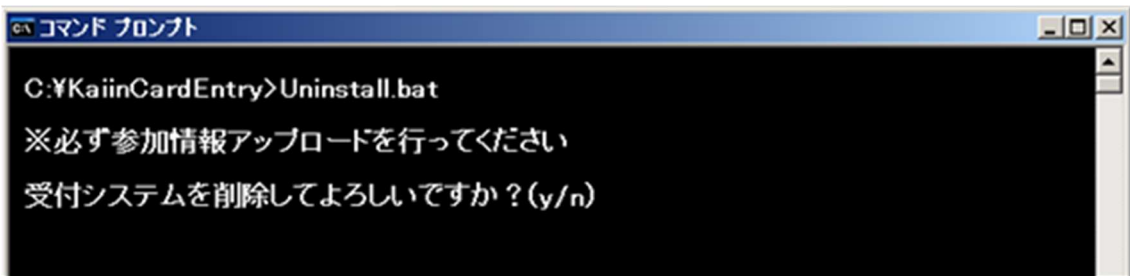 コマンド プロンプト
C:¥KaiinCardEntry>Uninstall.bat
※必ず参加情報アップロードを行ってください
受付システムを削除してよろしいですか？(y/n)